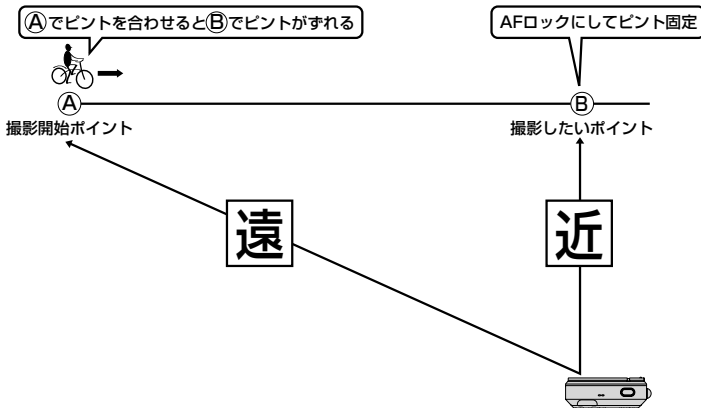 Ⓐでピントを合わせるとⒷでピントがずれる
AFロックにしてピント固定
Ⓐ
Ⓑ
撮影開始ポイント
撮影したいポイント
遠
近